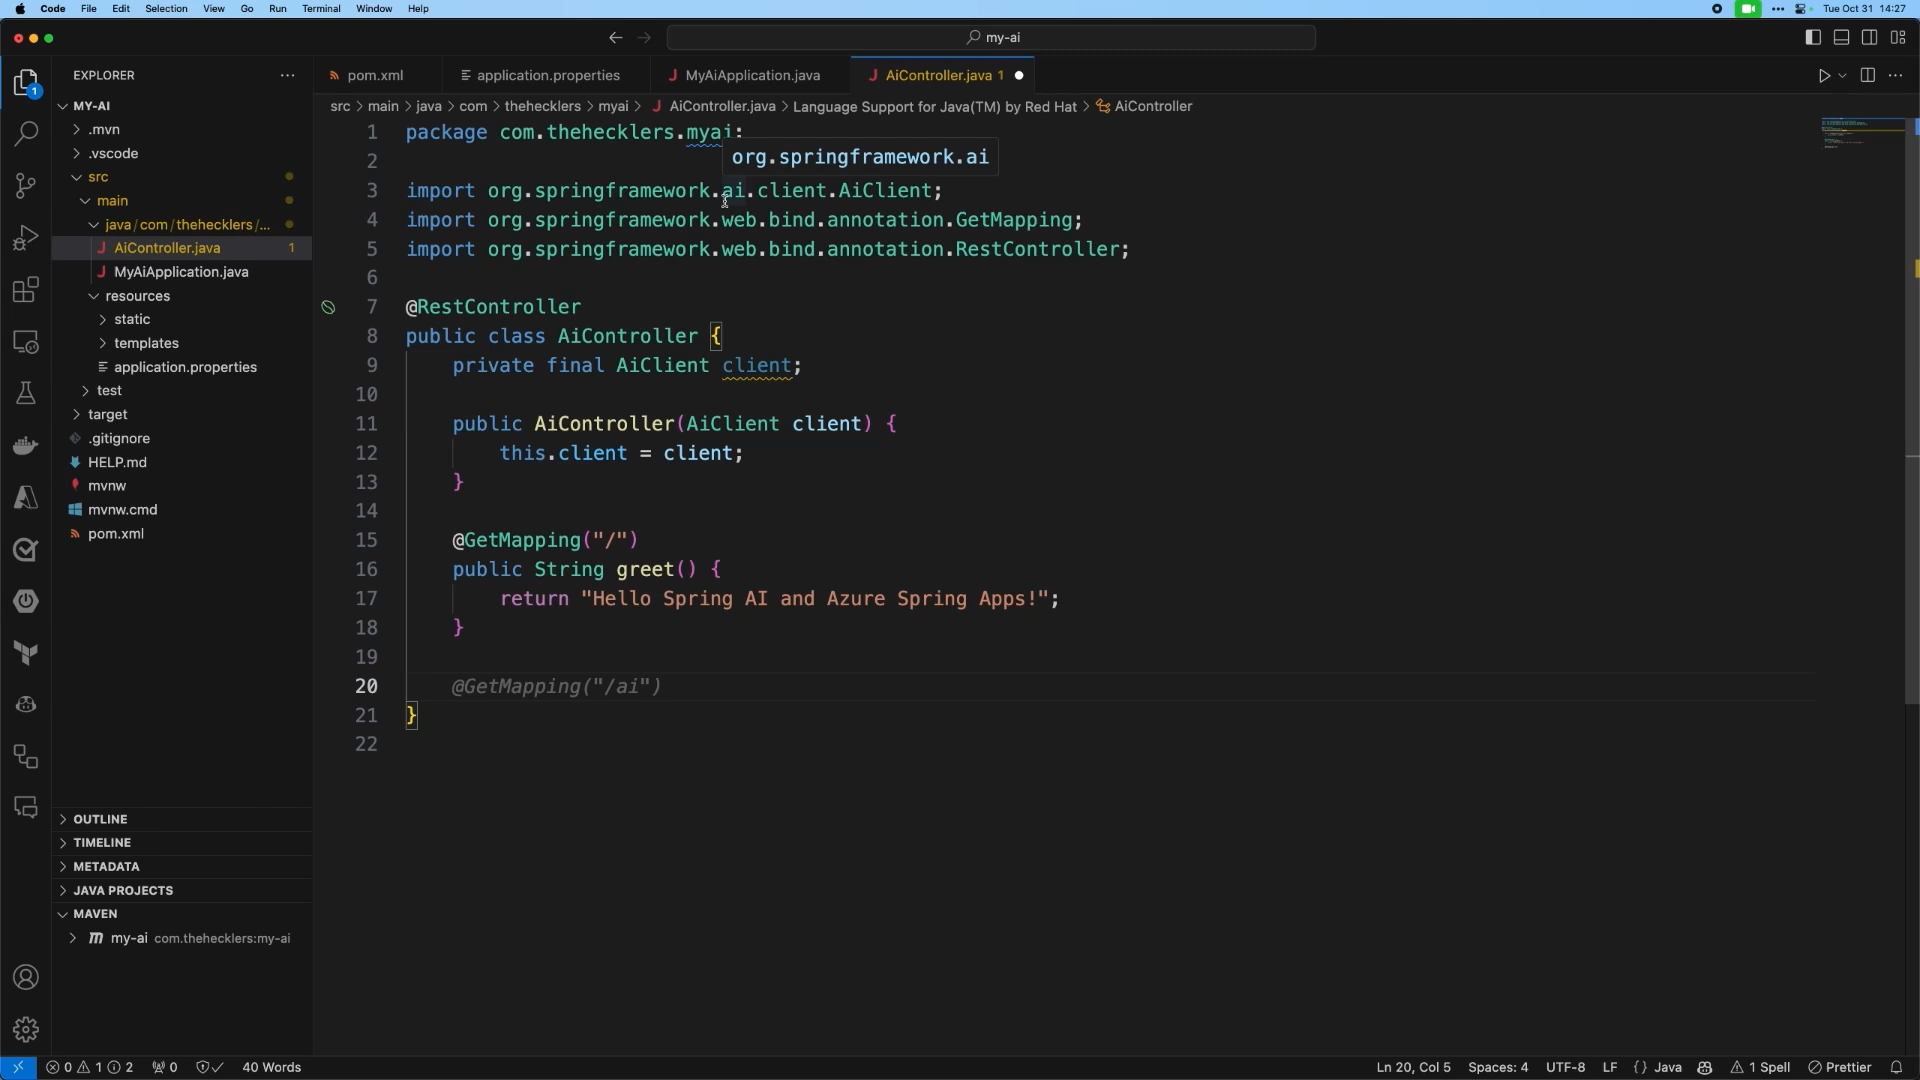 Code File Edit Selection View Go Run Terminal Window Help Tue Oct 31 14:27
my-ai
EXPLORER
pom.xml application.properties MyAiApplication.java AiController.java 1
src > main > java > com > thehecklers > myai > AiController.java > Language Support for Java(TM) by Red Hat > AiController
1
MY-AI
.mvn
.vscode
src
main
java/com/thehecklers/...
AiController.java 1
MyAiApplication.java
resources
static
templates
application.properties
test
target
.gitignore
HELP.md
mvnw
mvnw.cmd
pom.xml
OUTLINE
TIMELINE
METADATA
JAVA PROJECTS
MAVEN
my-ai com.thehecklers:my-ai
1 package com.thehecklers.myai;
org.springframework.ai
2
3 import org.springframework.ai.client.AiClient;
4 import org.springframework.web.bind.annotation.GetMapping;
5 import org.springframework.web.bind.annotation.RestController;
6
7 @RestController
8 public class AiController {
9 private final AiClient client;
10
11 public AiController(AiClient client) {
12 this.client = client;
13 }
14
15 @GetMapping("/")
16 public String greet() {
17 return "Hello Spring AI and Azure Spring Apps!";
18 }
19
20 @GetMapping("/ai")
21 }
22
0 1 2 0 40 Words Ln 20, Col 5 Spaces: 4 UTF-8 LF {} Java 1 Spell Prettier